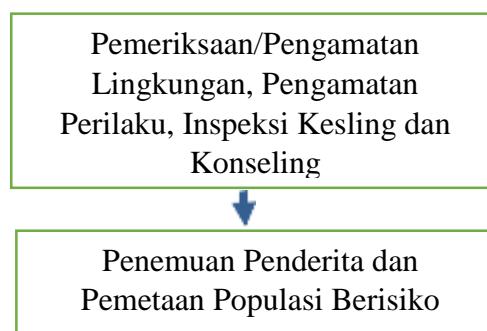 Pemeriksaan/Pengamatan
Lingkungan, Pengamatan
Perilaku, Inspeksi Kesling dan
Konseling
Penemuan Penderita dan
Pemetaan Populasi Berisiko